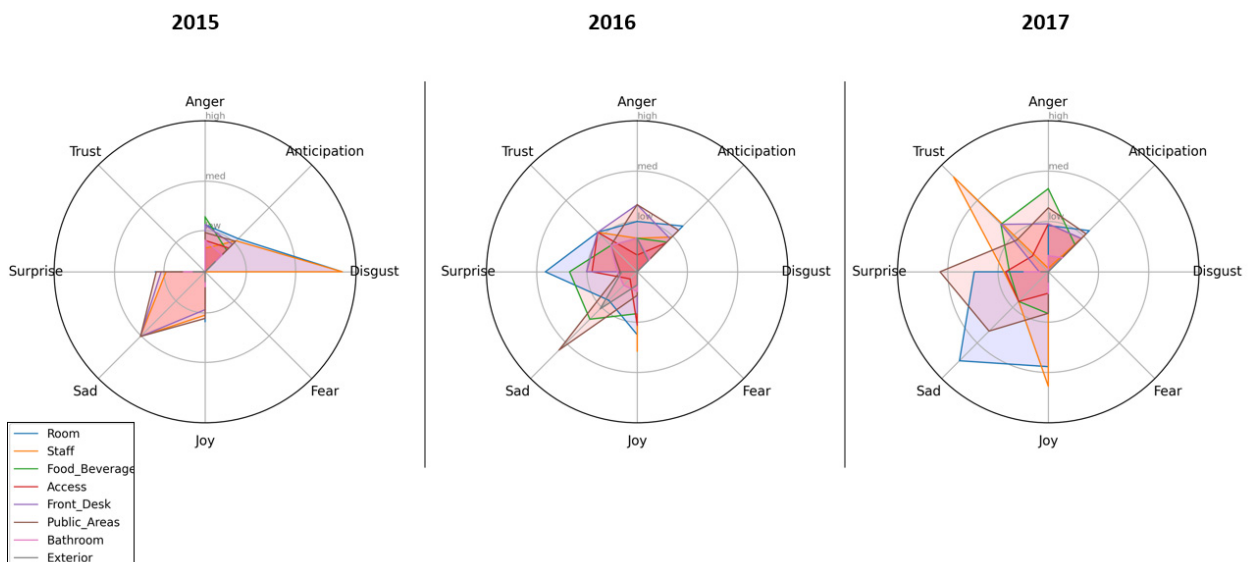 2015
2016
2017
Anger
high
Trust
Anticipation
med
low
Surprise
Disgust
Sad
Fear
Joy
Anger
high
Trust
Anticipation
med
low
Surprise
Disgust
Sad
Fear
Joy
Anger
high
Trust
Anticipation
med
low
Surprise
Disgust
Sad
Fear
Joy
Room
Staff
Food_Beverage
Access
Front_Desk
Public_Areas
Bathroom
Exterior